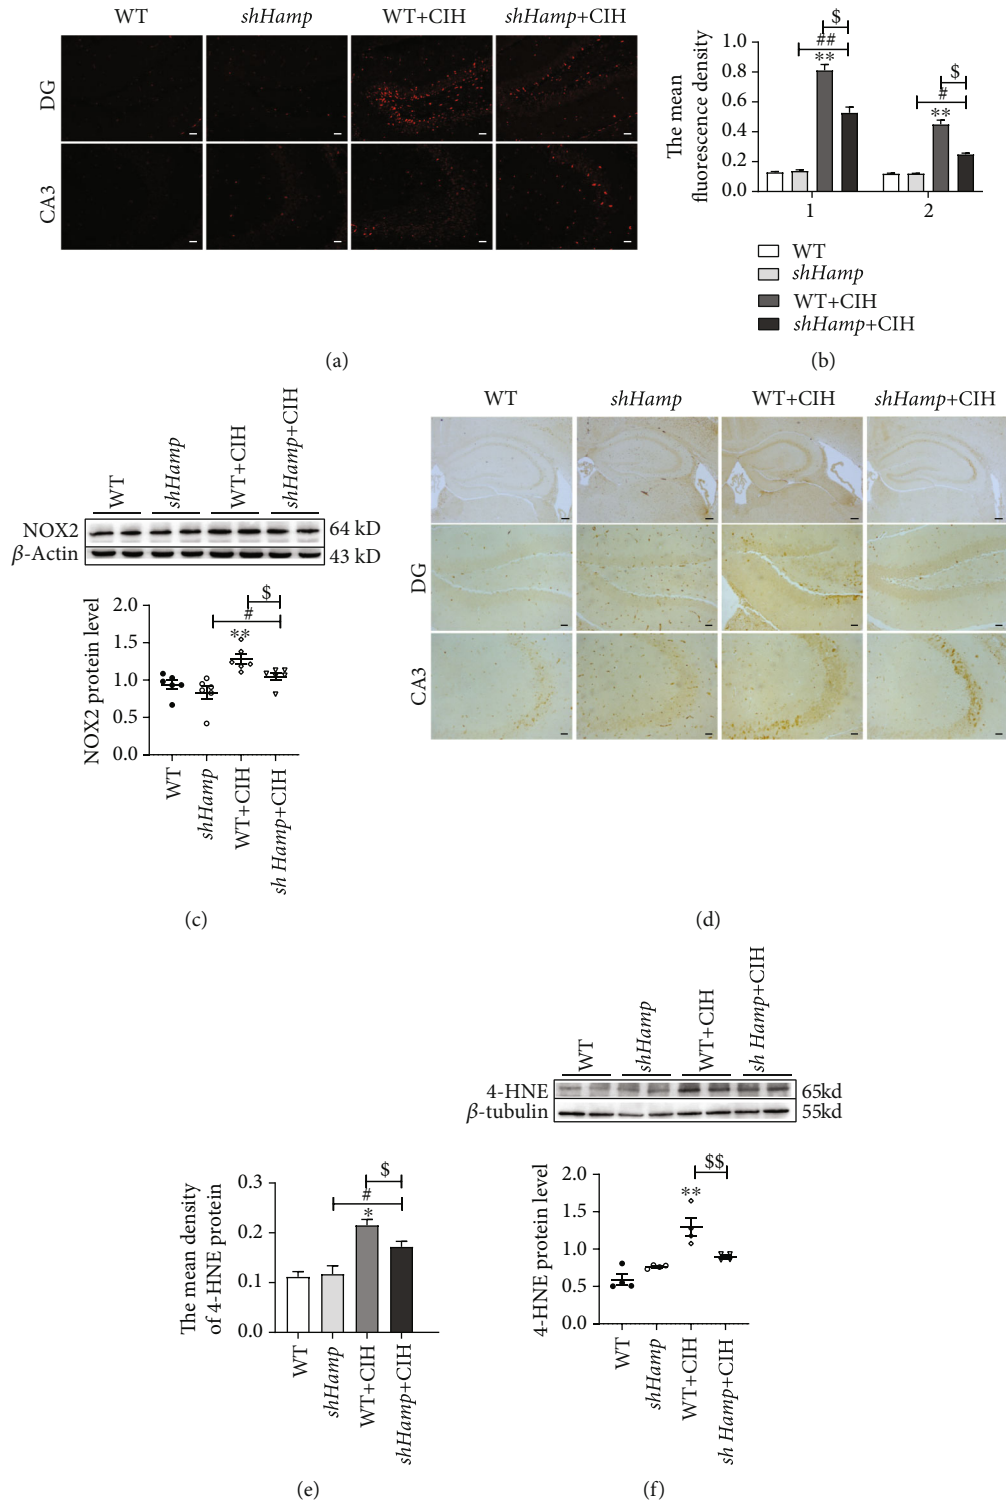 WT shHamp WT+CIH shHamp+CIH
DG
CA3
(a)
The mean
fluorescence density
1.0
0.8
0.6
0.4
0.2
0.0
$
##
**
$
#
**
1 2
WT
shHamp
WT+CIH
shHamp+CIH
(b)
WT shHamp WT+CIH shHamp+CIH
NOX2 64 kD
β-Actin 43 kD
NOX2 protein level
2.0
1.5
1.0
0.5
0.0
$
#
**
WT shHamp WT+CIH sh Hamp+CIH
(c)
WT shHamp WT+CIH shHamp+CIH
DG
CA3
(d)
The mean density
of 4-HNE protein
0.3
0.2
0.1
0.0
$
#
*
WT shHamp WT+CIH shHamp+CIH
(e)
WT shHamp WT+CIH sh Hamp+CIH
4-HNE 65kd
β-tubulin 55kd
4-HNE protein level
2.0
1.5
1.0
0.5
0.0
$$
**
WT shHamp WT+CIH sh Hamp+CIH
(f)